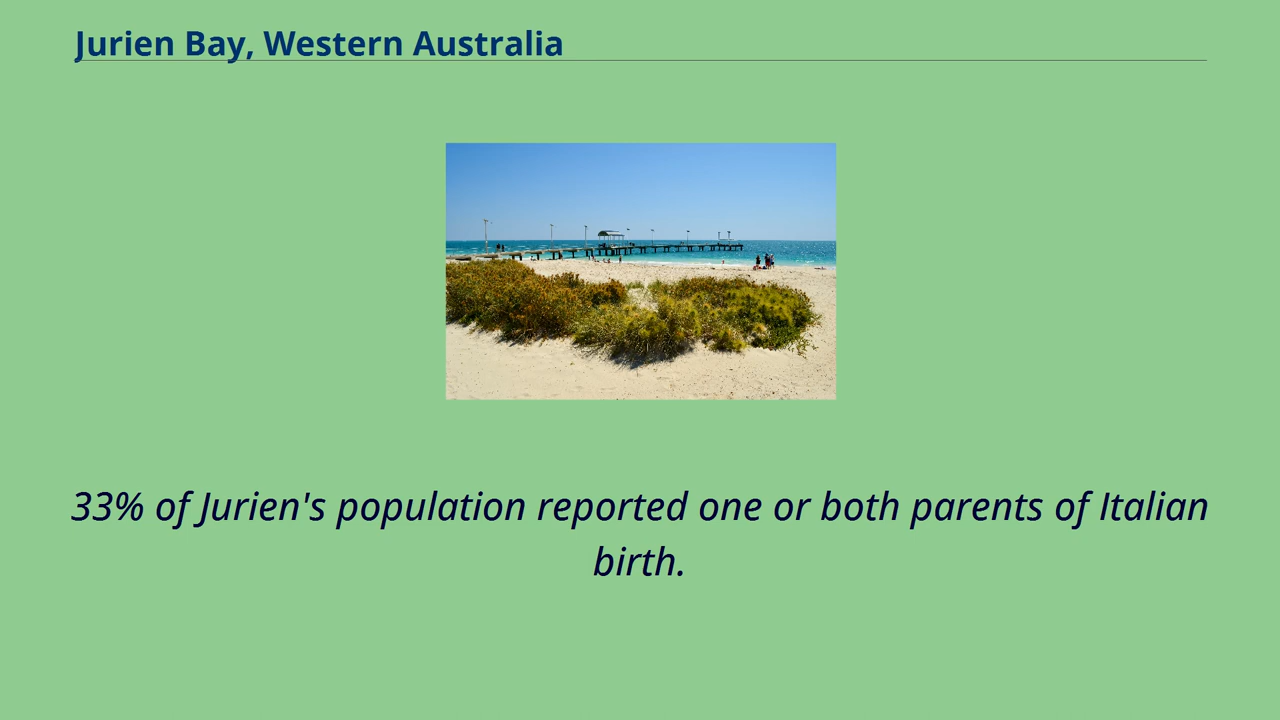 Jurien Bay, Western Australia
33% of Jurien's population reported one or both parents of Italian
birth.